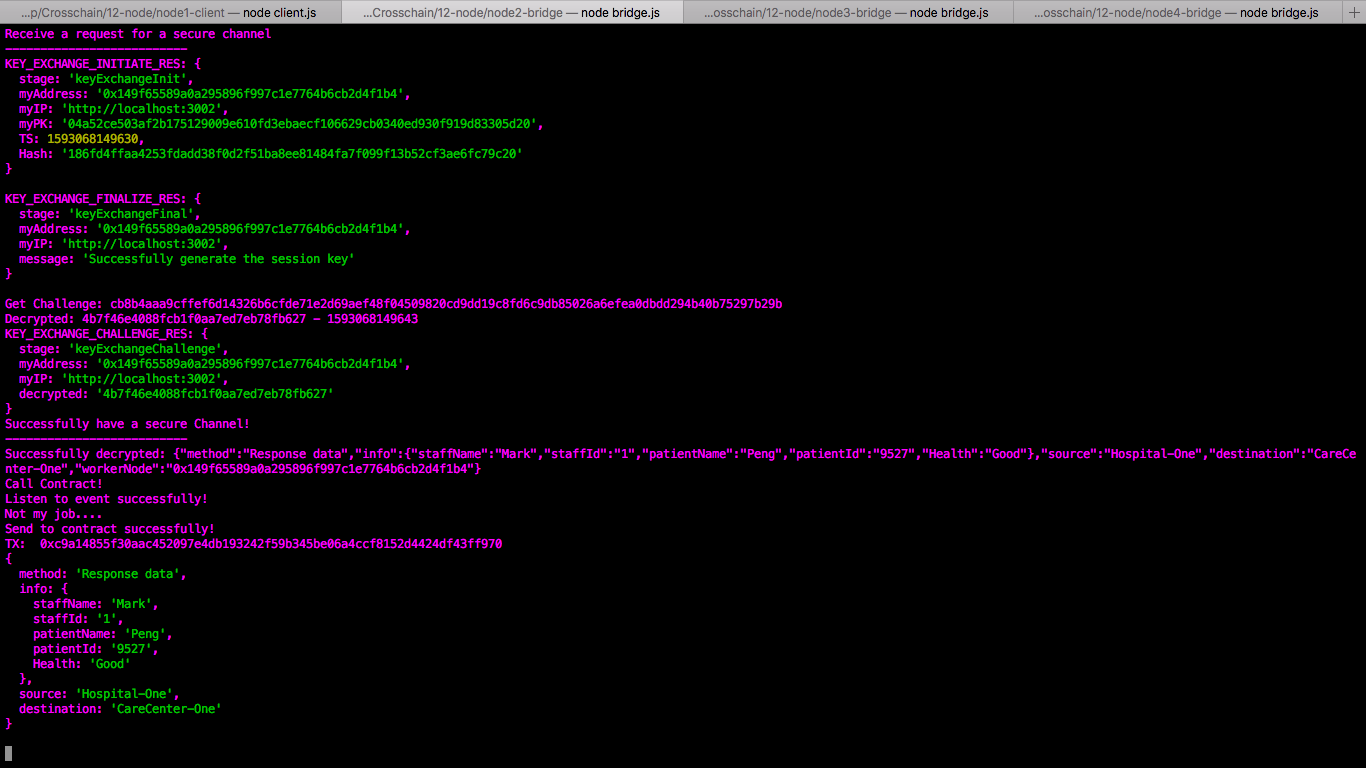 ...p/Crosschain/12-node/node1-client — node client.js
...Crosschain/12-node/node2-bridge — node bridge.js
...osschain/12-node/node3-bridge — node bridge.js
...osschain/12-node/node4-bridge — node bridge.js
+
Receive a request for a secure channel
--------------------------
KEY_EXCHANGE_INITIATE_RES: {
  stage: 'keyExchangeInit',
  myAddress: '0x149f65589a0a295896f997c1e7764b6cb2d4f1b4',
  myIP: 'http://localhost:3002',
  myPK: '04a52ce503af2b175129009e610fd3ebaecf106629cb0340ed930f919d83305d20',
  TS: 1593068149630,
  Hash: '186fd4ffaa4253fdadd38f0d2f51ba8ee81484fa7f099f13b52cf3ae6fc79c20'
}
KEY_EXCHANGE_FINALIZE_RES: {
  stage: 'keyExchangeFinal',
  myAddress: '0x149f65589a0a295896f997c1e7764b6cb2d4f1b4',
  myIP: 'http://localhost:3002',
  message: 'Successfully generate the session key'
}
Get Challenge: cb8b4aaa9cffef6d14326b6cfde71e2d69aef48f04509820cd9dd19c8fd6c9db85026a6efea0dbdd294b40b75297b29b
Decrypted: 4b7f46e4088fcb1f0aa7ed7eb78fb627 - 1593068149643
KEY_EXCHANGE_CHALLENGE_RES: {
  stage: 'keyExchangeChallenge',
  myAddress: '0x149f65589a0a295896f997c1e7764b6cb2d4f1b4',
  myIP: 'http://localhost:3002',
  decrypted: '4b7f46e4088fcb1f0aa7ed7eb78fb627'
}
Successfully have a secure Channel!
--------------------------
Successfully decrypted: {"method":"Response data","info":{"staffName":"Mark","staffId":"1","patientName":"Peng","patientId":"9527","Health":"Good"},"source":"Hospital-One","destination":"CareCe
nter-One","workerNode":"0x149f65589a0a295896f997c1e7764b6cb2d4f1b4"}
Call Contract!
Listen to event successfully!
Not my job....
Send to contract successfully!
TX:  0xc9a14855f30aac452097e4db193242f59b345be06a4ccf8152d4424df43ff970
{
  method: 'Response data',
  info: {
    staffName: 'Mark',
    staffId: '1',
    patientName: 'Peng',
    patientId: '9527',
    Health: 'Good'
  },
  source: 'Hospital-One',
  destination: 'CareCenter-One'
}